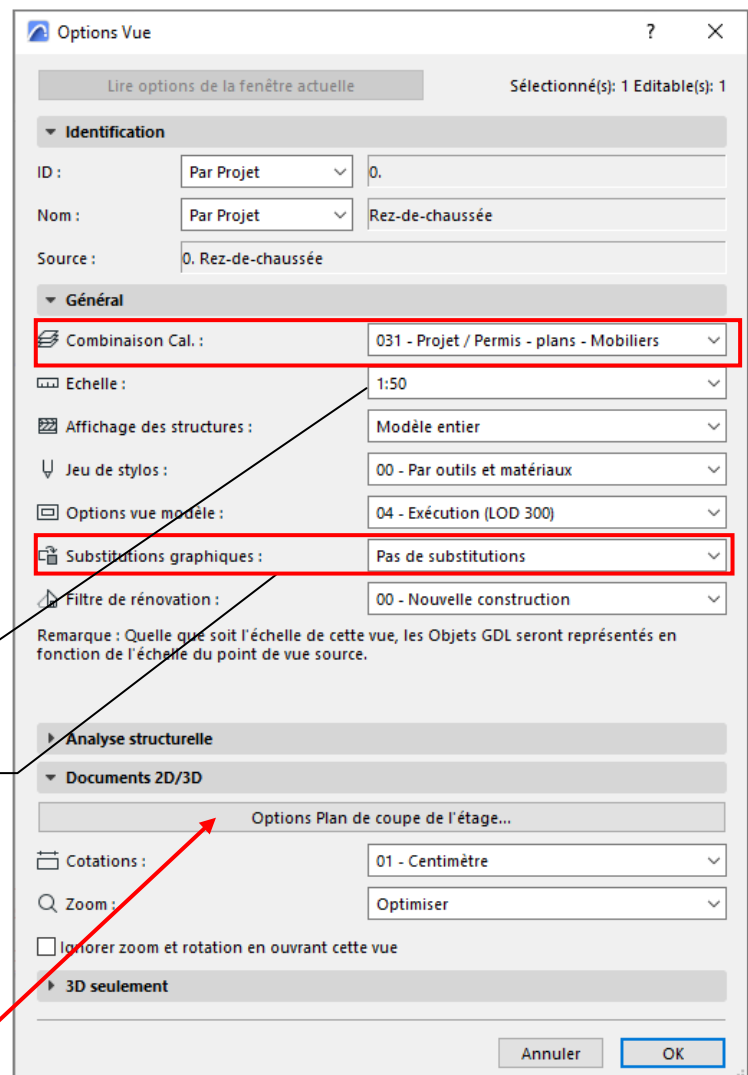 Options Vue ? ×
Lire options de la fenêtre actuelle Sélectionné(s): 1 Editable(s): 1
Identification
ID : Par Projet 0.
Nom : Par Projet Rez-de-chaussée
Source : 0. Rez-de-chaussée
Général
Combinaison Cal. : 031 - Projet / Permis - plans - Mobiliers
Echelle : 1:50
Affichage des structures : Modèle entier
Jeu de stylos : 00 - Par outils et matériaux
Options vue modèle : 04 - Exécution (LOD 300)
Substitutions graphiques : Pas de substitutions
Filtre de rénovation : 00 - Nouvelle construction
Remarque : Quelle que soit l'échelle de cette vue, les Objets GDL seront représentés en
fonction de l'échelle du point de vue source.
Analyse structurelle
Documents 2D/3D
Options Plan de coupe de l'étage...
Cotations : 01 - Centimètre
Zoom : Optimiser
Ignorer zoom et rotation en ouvrant cette vue
3D seulement
Annuler OK